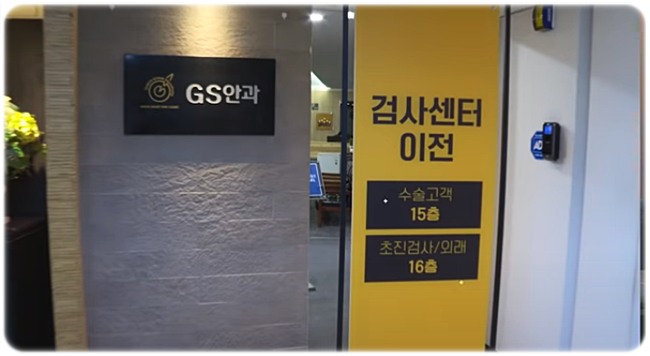 GS안과
검사센터
이전
수술고객
15층
초진검사/외래
16층